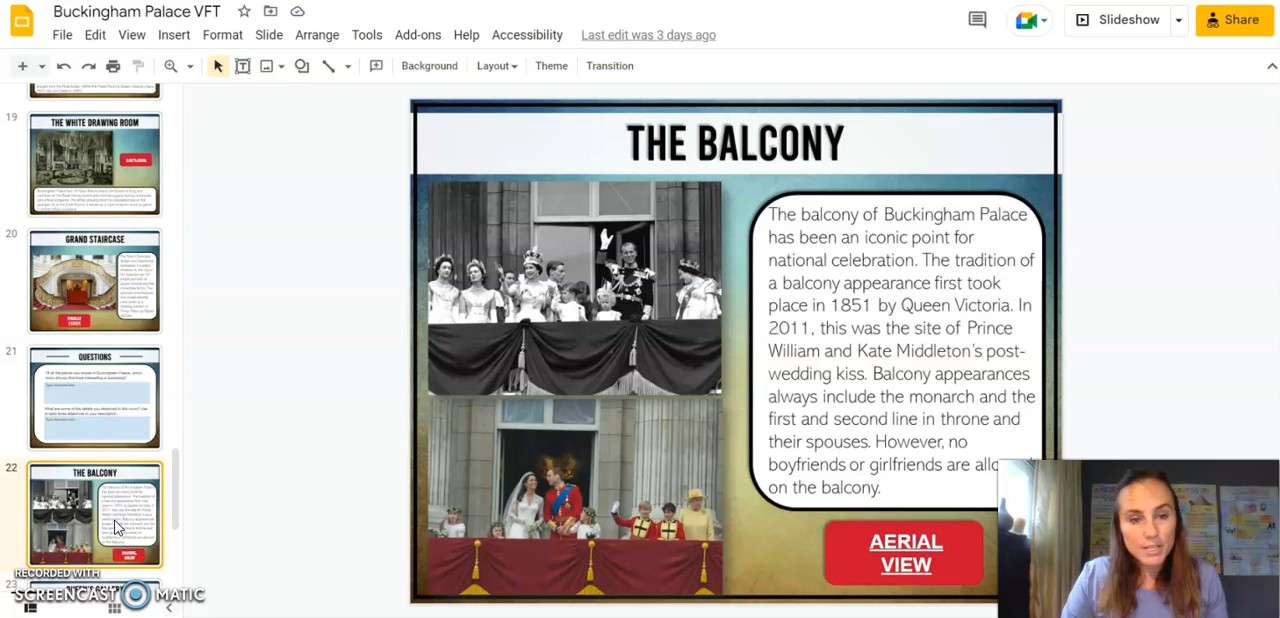 Buckingham Palace VFT
File Edit View Insert Format Slide Arrange Tools Add-ons Help Accessibility Last edit was 3 days ago
Slideshow
Share
Background Layout Theme Transition
19
THE WHITE DRAWING ROOM
20
GRAND STAIRCASE
21
QUESTIONS
22
THE BALCONY
23
RECORDED WITH
SCREENCAST MATIC
THE BALCONY
The balcony of Buckingham Palace
has been an iconic point for
national celebration. The tradition of
a balcony appearance first took
place in 1851 by Queen Victoria. In
2011, this was the site of Prince
William and Kate Middleton's post-
wedding kiss. Balcony appearances
always include the monarch and the
first and second line in throne and
their spouses. However, no
boyfriends or girlfriends are
on the balcony.
AERIAL
VIEW